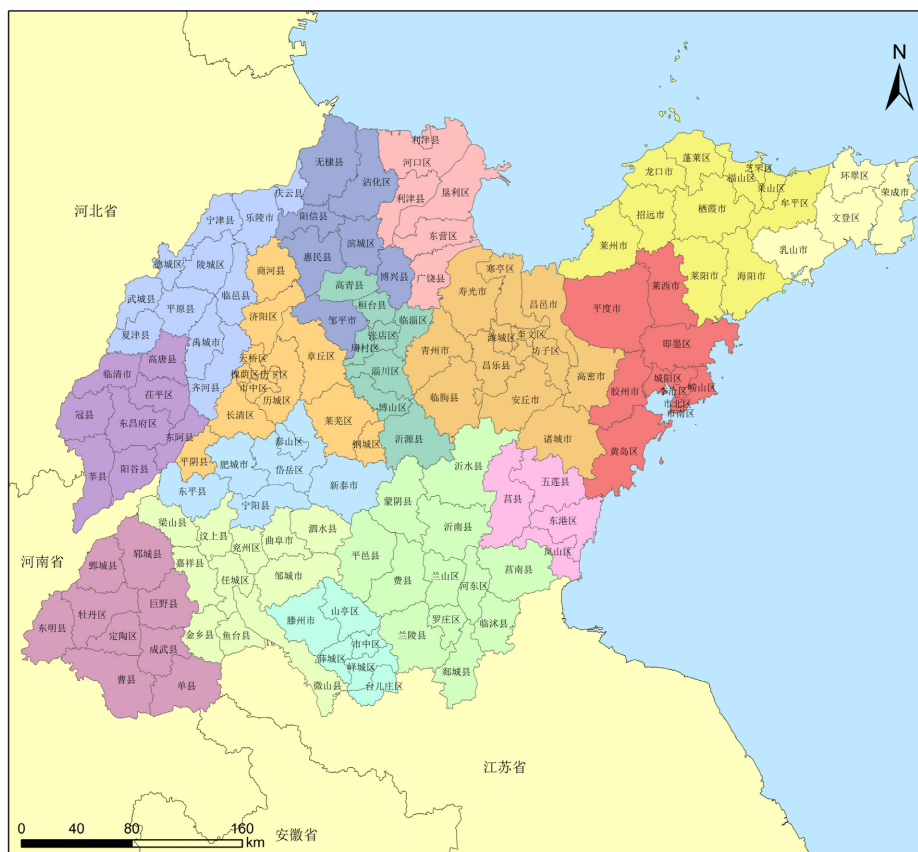 N
河北省
河南省
江苏省
安徽省
利津县
无棣县
河口区
沾化区
庆云县
利津县
垦利区
宁津县
乐陵市
阳信县
滨城区
东营区
德城区
陵城区
惠民县
商河县
博兴县
广饶县
高青县
桓台县
武城县
平原县
临邑县
济阳区
邹平市
临淄区
张店区
周村区
夏津县
禹城市
天桥区
章丘区
淄川区
高唐县
槐荫区
历下区
市中区
临清市
茌平区
齐河县
历城区
博山区
长清区
莱芜区
钢城区
沂源县
冠县
东昌府区
东阿县
平阴县
莘县
阳谷县
寒亭区
寿光市
昌邑市
潍城区
奎文区
坊子区
青州市
昌乐县
高密市
临朐县
安丘市
诸城市
蓬莱区
芝罘区
龙口市
福山区
莱山区
牟平区
招远市
栖霞市
莱州市
莱阳市
海阳市
环翠区
荣成市
文登区
乳山市
莱西市
平度市
即墨区
城阳区
崂山区
李沧区
市北区
市南区
胶州市
黄岛区
泰山区
肥城市
岱岳区
新泰市
东平县
宁阳县
沂水县
蒙阴县
沂南县
五莲县
莒县
东港区
岚山区
莒南县
梁山县
汶上县
兖州区
曲阜市
泗水县
平邑县
嘉祥县
任城区
邹城市
费县
兰山区
河东区
郓城县
鄄城县
巨野县
牡丹区
东明县
定陶区
成武县
曹县
单县
金乡县
鱼台县
滕州市
山亭区
市中区
薛城区
峄城区
台儿庄区
微山县
罗庄区
兰陵县
临沭县
郯城县
0 40 80 160
km